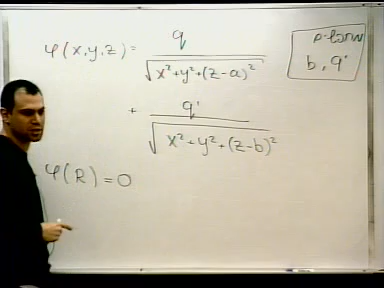 φ(x,y,z) = q / √(x²+y²+(z-a)²)
+ q' / √(x²+y²+(z-b)²)
φ(R) = 0
b, q'